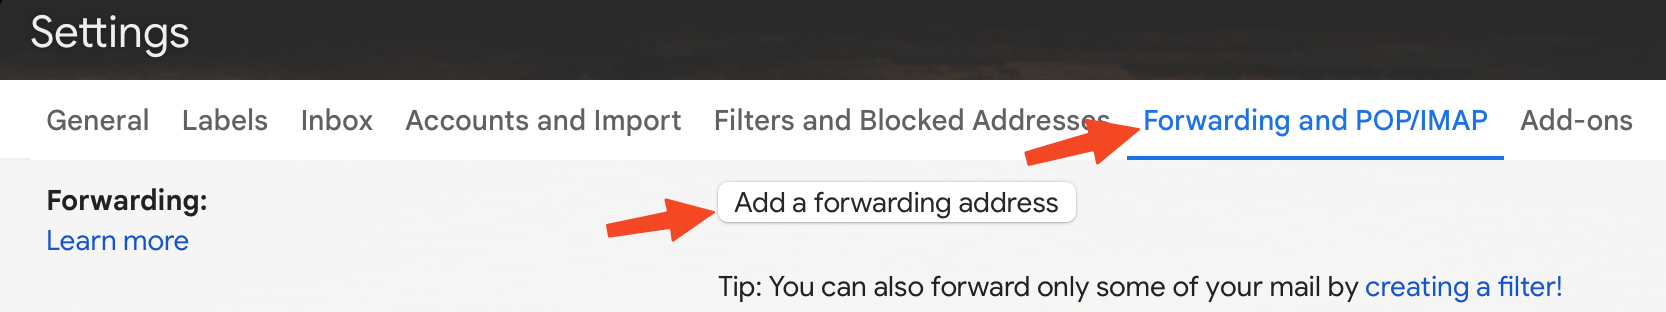 Settings
General Labels Inbox Accounts and Import Filters and Blocked Addresses Forwarding and POP/IMAP Add-ons
Forwarding: Add a forwarding address
Learn more
Tip: You can also forward only some of your mail by creating a filter!